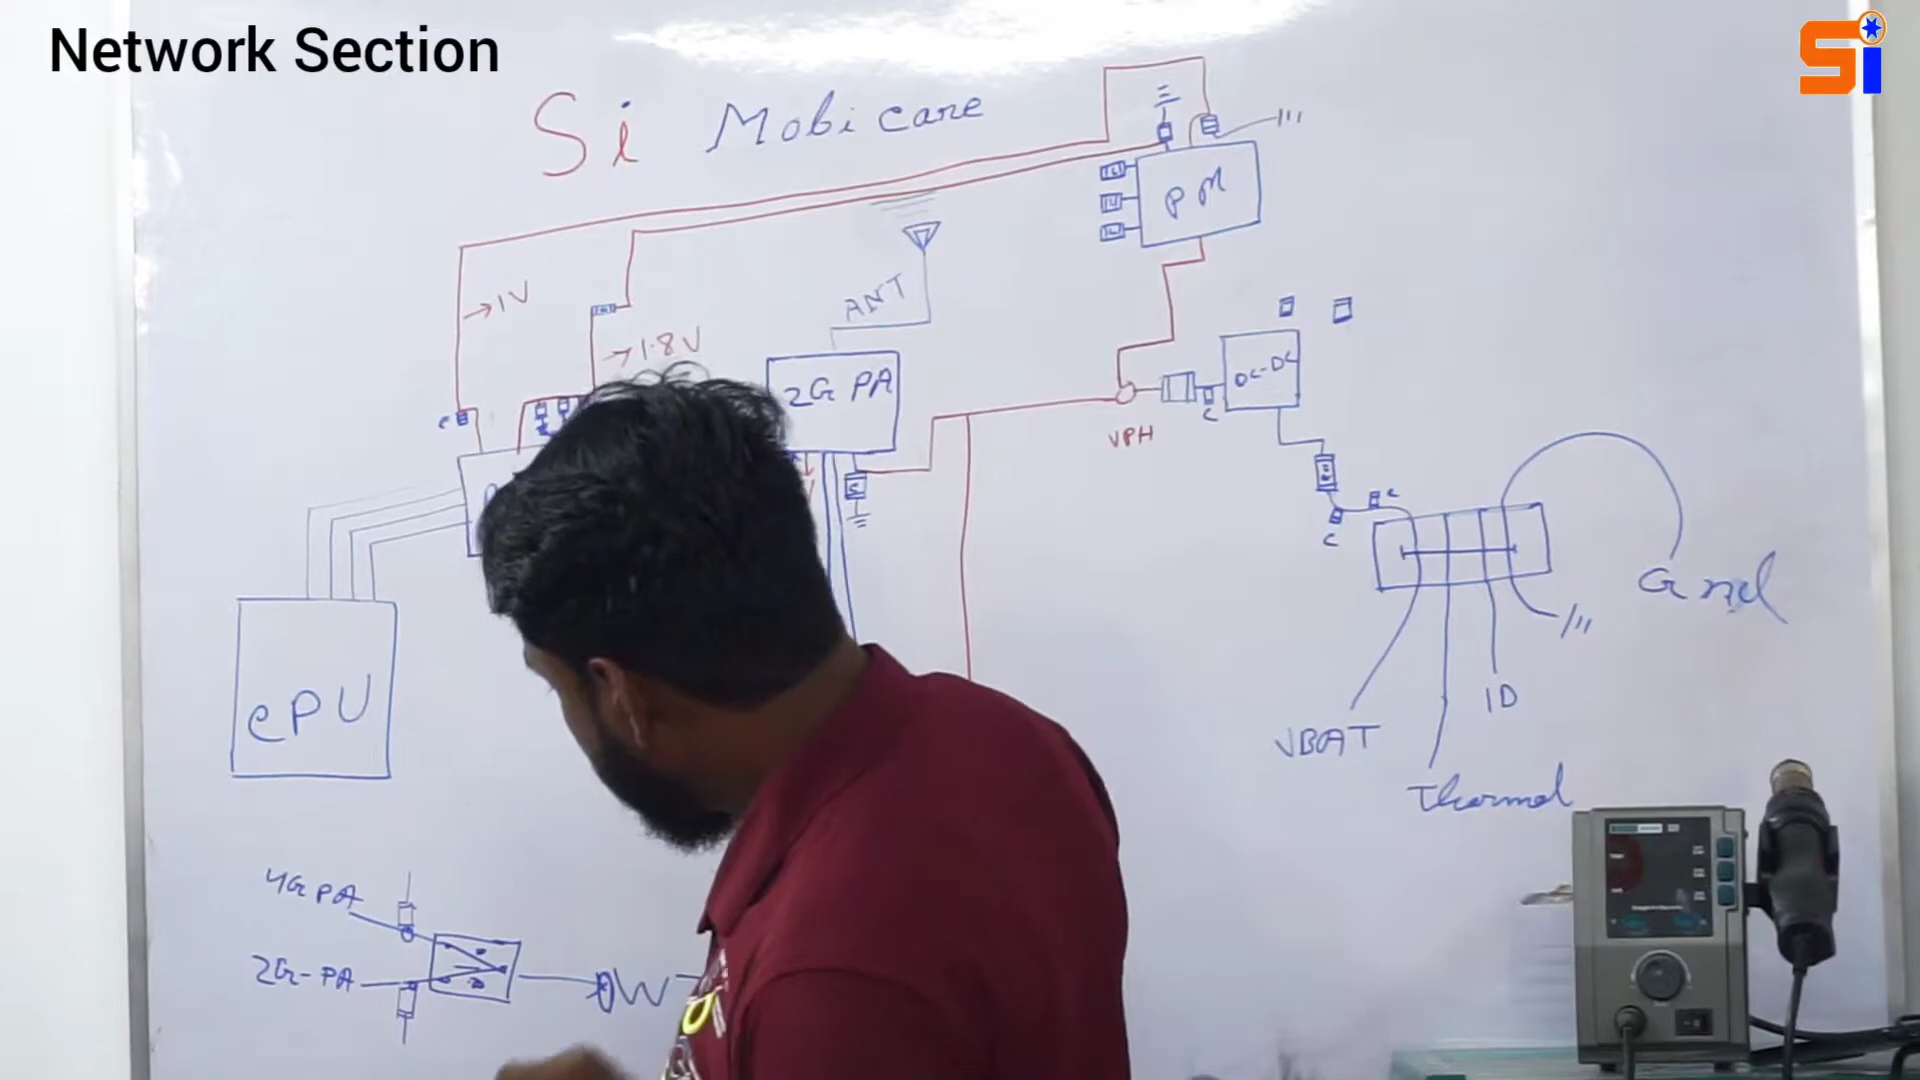 Network Section
Si
Si Mobicare
PM
ANT
→1V
→1.8V
2G PA
DC-DC
C
VPH
C
C
C
Gnd
CPU
ID
VBAT
Thermal
4G PA
2G-PA